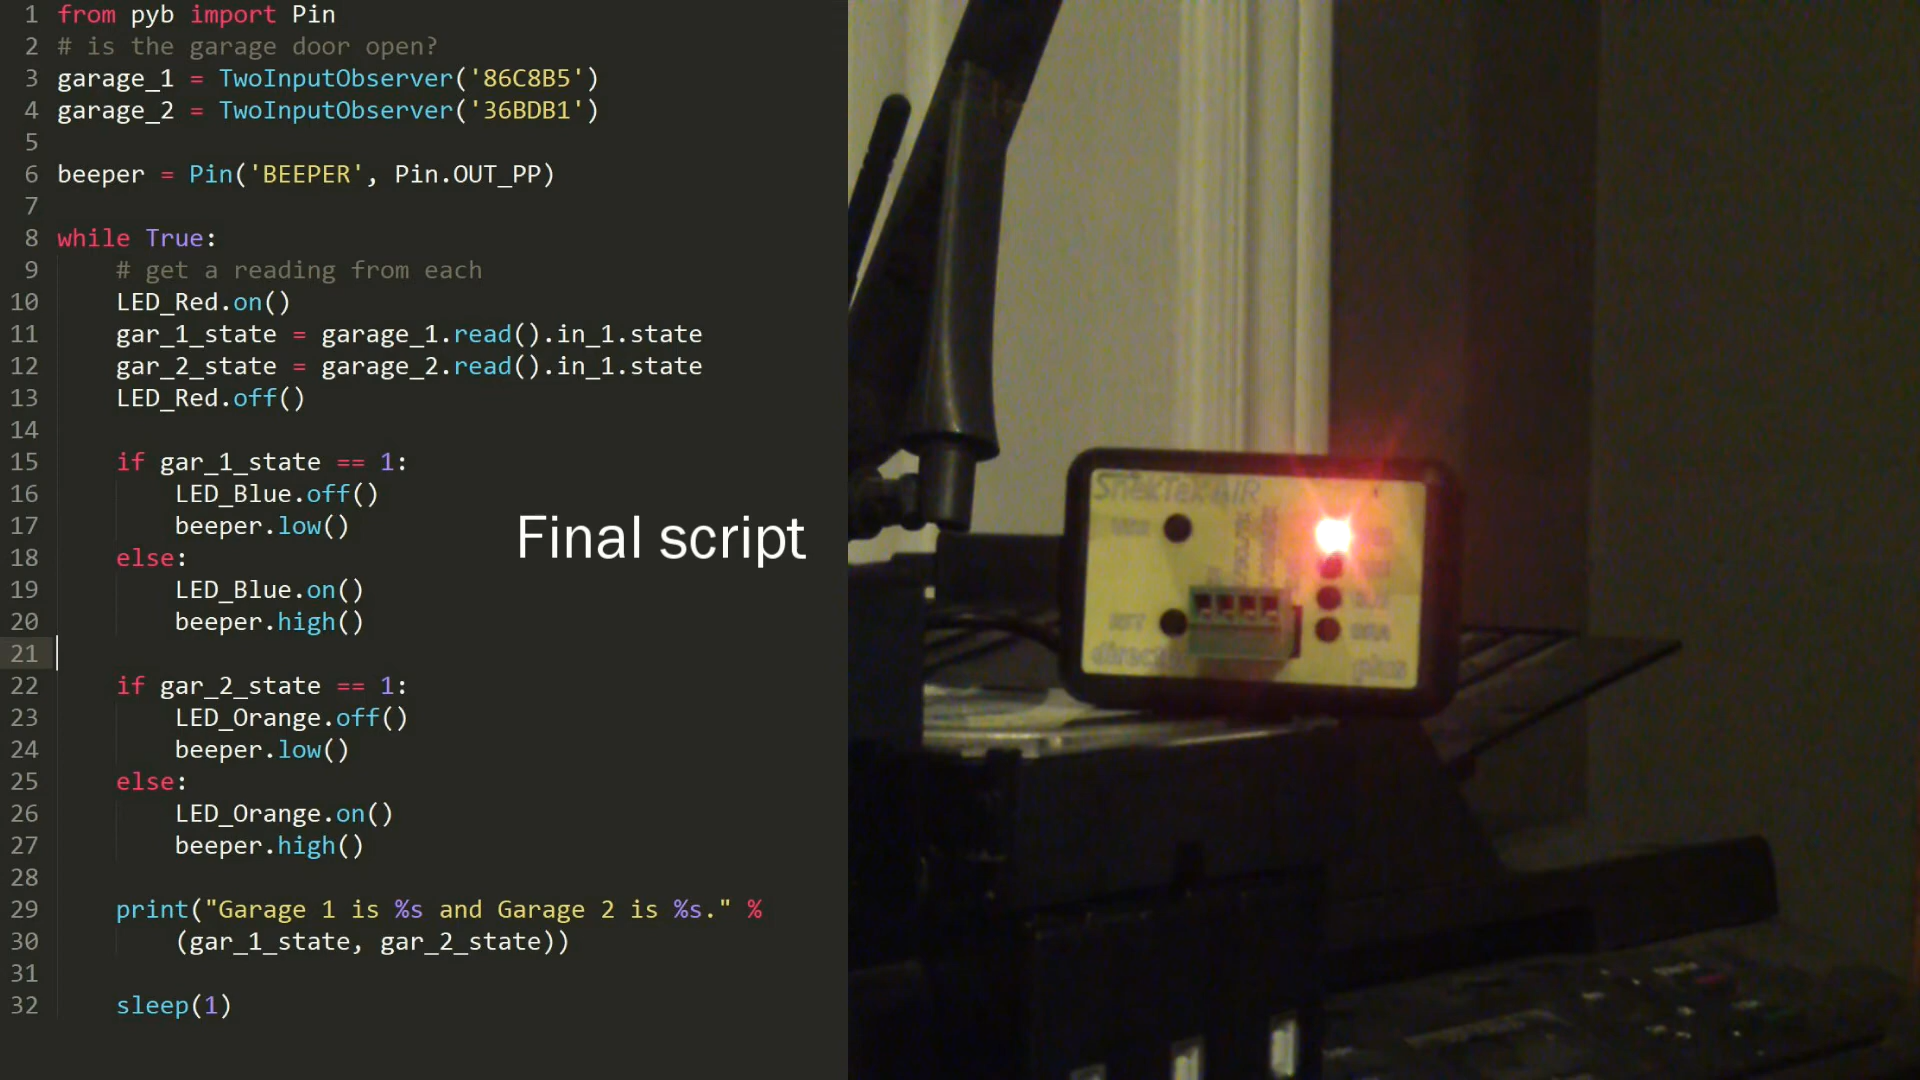 1 from pyb import Pin
2 # is the garage door open?
3 garage_1 = TwoInputObserver('86C8B5')
4 garage_2 = TwoInputObserver('36BDB1')
5
6 beeper = Pin('BEEPER', Pin.OUT_PP)
7
8 while True:
9 # get a reading from each
10 LED_Red.on()
11 gar_1_state = garage_1.read().in_1.state
12 gar_2_state = garage_2.read().in_1.state
13 LED_Red.off()
14
15 if gar_1_state == 1:
16 LED_Blue.off()
17 beeper.low()
18 else:
19 LED_Blue.on()
20 beeper.high()
21
22 if gar_2_state == 1:
23 LED_Orange.off()
24 beeper.low()
25 else:
26 LED_Orange.on()
27 beeper.high()
28
29 print("Garage 1 is %s and Garage 2 is %s." %
30 (gar_1_state, gar_2_state))
31
32 sleep(1)
Final script
RST
plus